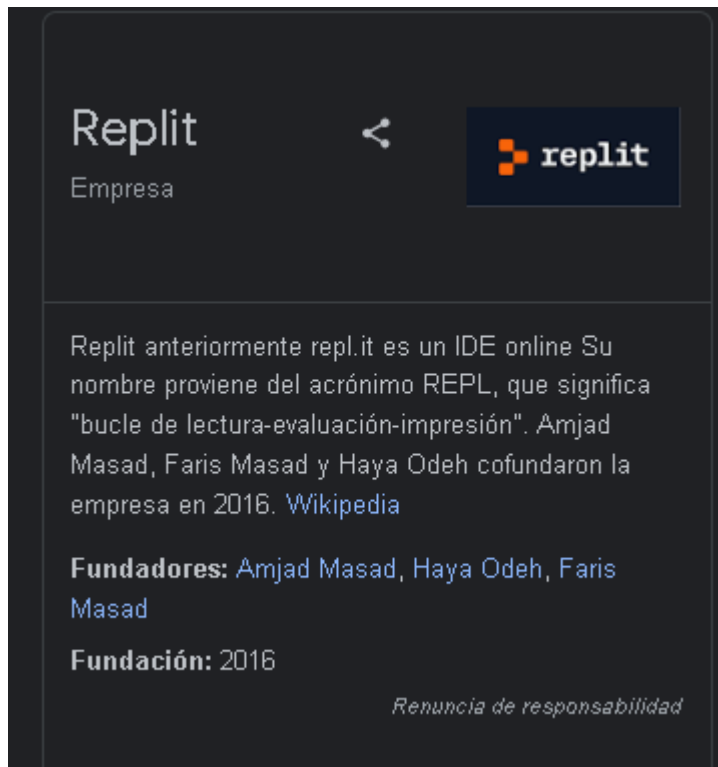 Replit
replit
Empresa
Replit anteriormente repl.it es un IDE online Su
nombre proviene del acrónimo REPL, que significa
"bucle de lectura-evaluación-impresión". Amjad
Masad, Faris Masad y Haya Odeh cofundaron la
empresa en 2016. Wikipedia
Fundadores: Amjad Masad, Haya Odeh, Faris
Masad
Fundación: 2016
Renuncia de responsabilidad